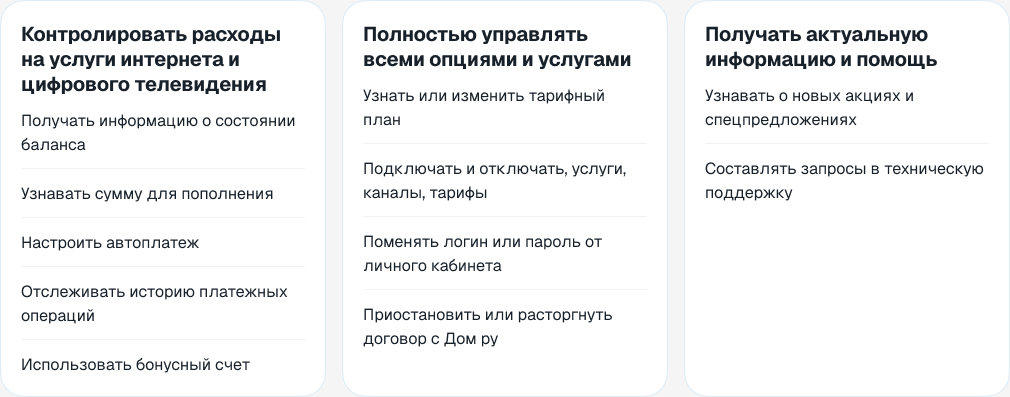 Контролировать расходы
на услуги интернета и
цифрового телевидения
Получать информацию о состоянии
баланса
Узнавать сумму для пополнения
Настроить автоплатеж
Отслеживать историю платежных
операций
Использовать бонусный счет
Полностью управлять
всеми опциями и услугами
Узнать или изменить тарифный
план
Подключать и отключать, услуги,
каналы, тарифы
Поменять логин или пароль от
личного кабинета
Приостановить или расторгнуть
договор с Дом ру
Получать актуальную
информацию и помощь
Узнавать о новых акциях и
спецпредложениях
Составлять запросы в техническую
поддержку